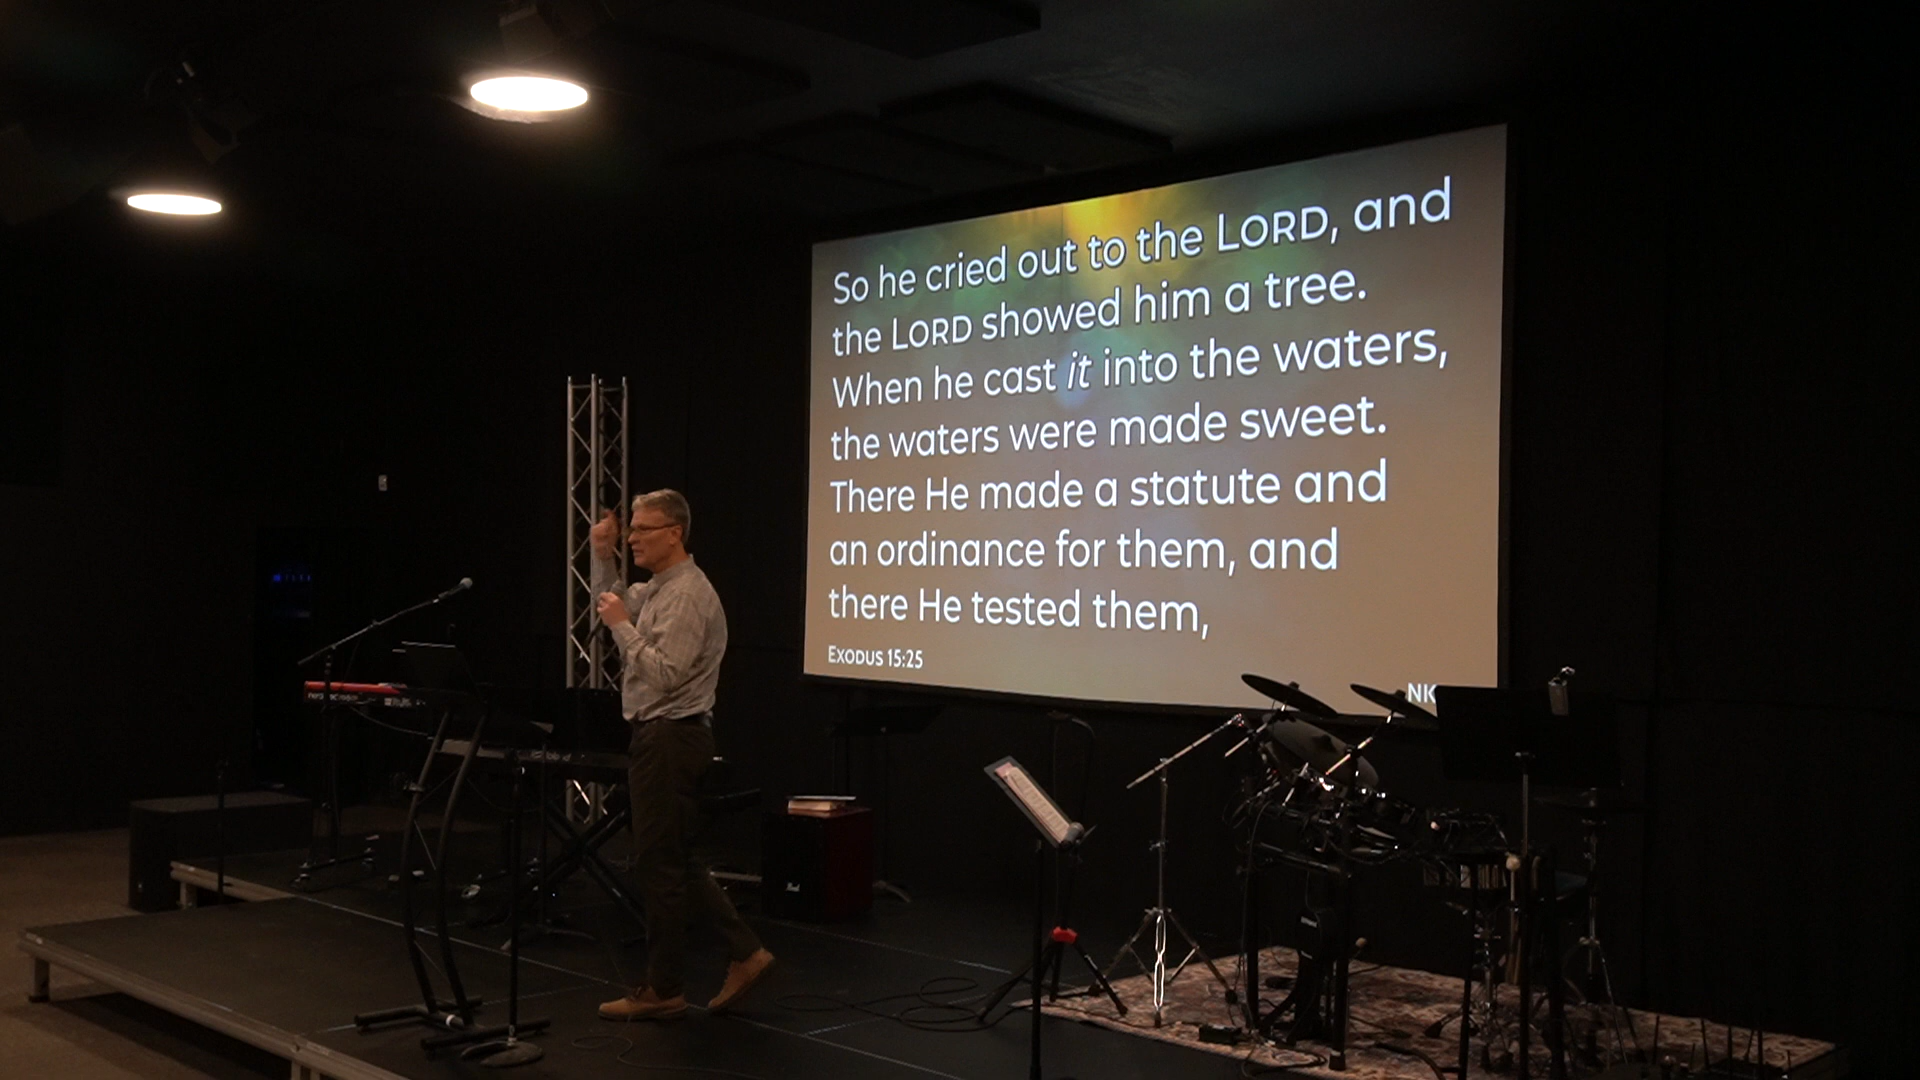 So he cried out to the LORD, and
the LORD showed him a tree.
When he cast it into the waters,
the waters were made sweet.
There He made a statute and
an ordinance for them, and
there He tested them,
EXODUS 15:25
NK